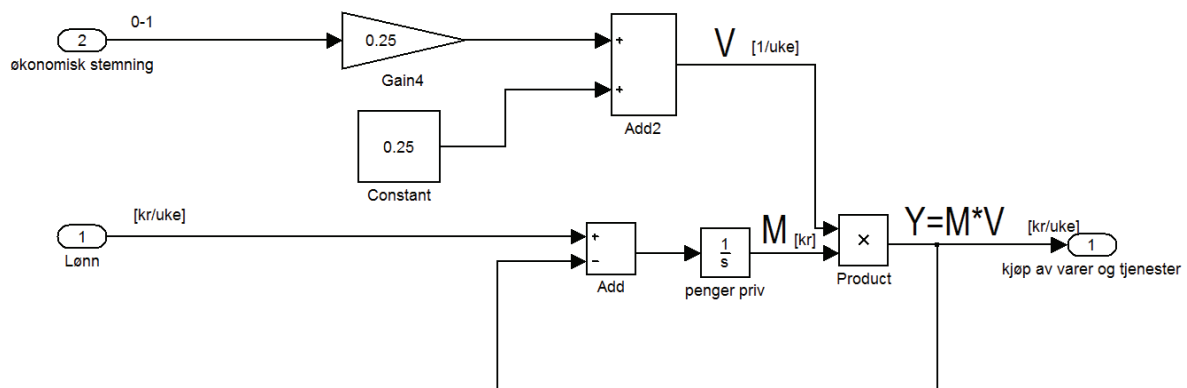 0-1
2
økonomisk stemning
0.25
Gain4
+
+
Add2
V [1/uke]
0.25
Constant
[kr/uke]
1
Lønn
+
−
Add
1
s
penger priv
M [kr]
×
Product
Y=M*V
[kr/uke]
1
kjøp av varer og tjenester